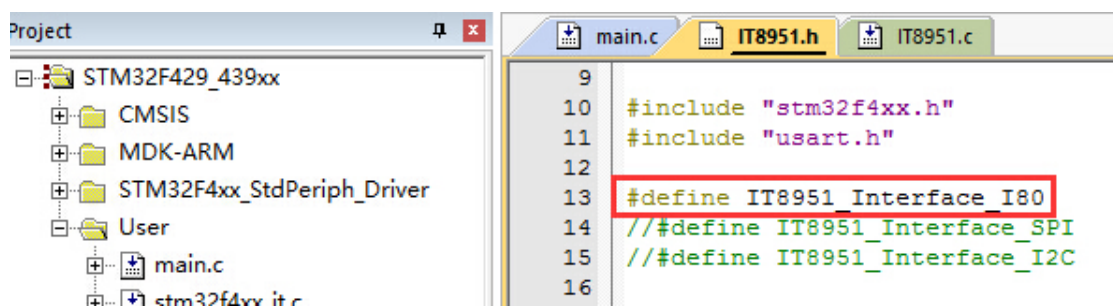 Project
STM32F429_439xx
CMSIS
MDK-ARM
STM32F4xx_StdPeriph_Driver
User
main.c
stm32f4xx_it.c
main.c IT8951.h IT8951.c
9
10 #include "stm32f4xx.h"
11 #include "usart.h"
12
13 #define IT8951_Interface_I80
14 //#define IT8951_Interface_SPI
15 //#define IT8951_Interface_I2C
16